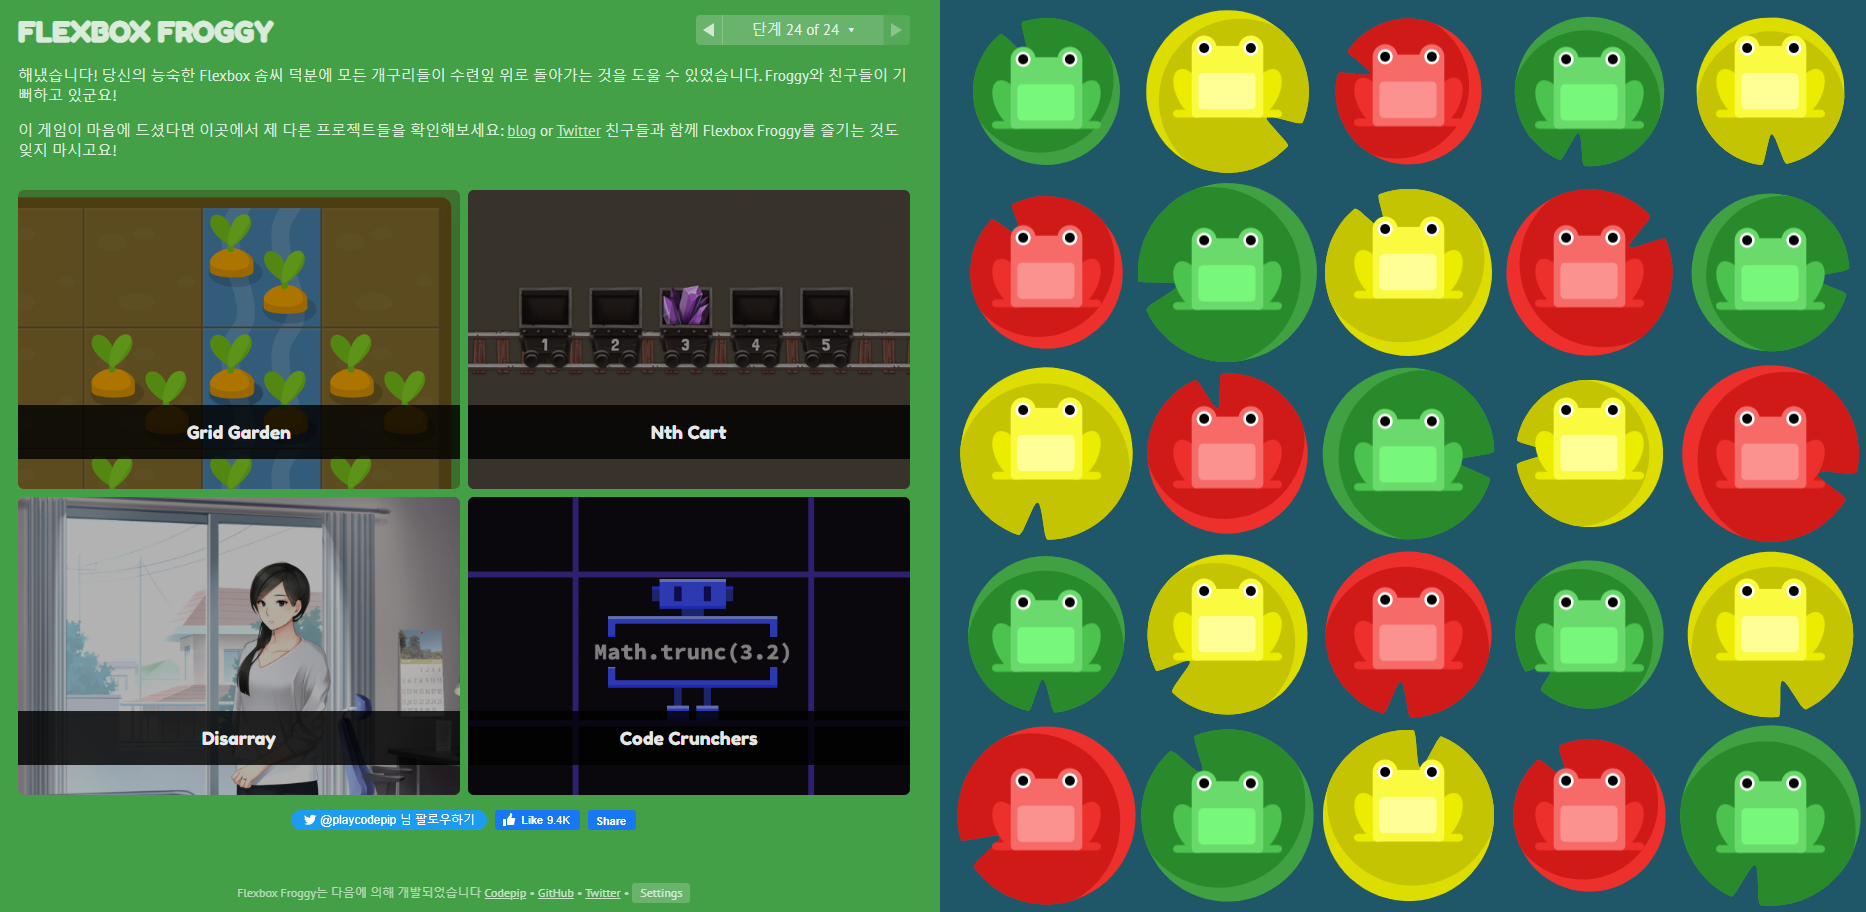 FLEXBOX FROGGY
단계 24 of 24
해냈습니다! 당신의 능숙한 Flexbox 솜씨 덕분에 모든 개구리들이 수련잎 위로 돌아가는 것을 도울 수 있었습니다. Froggy와 친구들이 기
뻐하고 있군요!
이 게임이 마음에 드셨다면 이곳에서 제 다른 프로젝트들을 확인해보세요: blog or Twitter 친구들과 함께 Flexbox Froggy를 즐기는 것도
잊지 마시고요!
1 2 3 4 5
Grid Garden
Nth Cart
Math.trunc(3.2)
Disarray
Code Crunchers
@playcodepip 님 팔로우하기
Like 9.4K
Share
Flexbox Froggy는 다음에 의해 개발되었습니다 Codepip • GitHub • Twitter • Settings